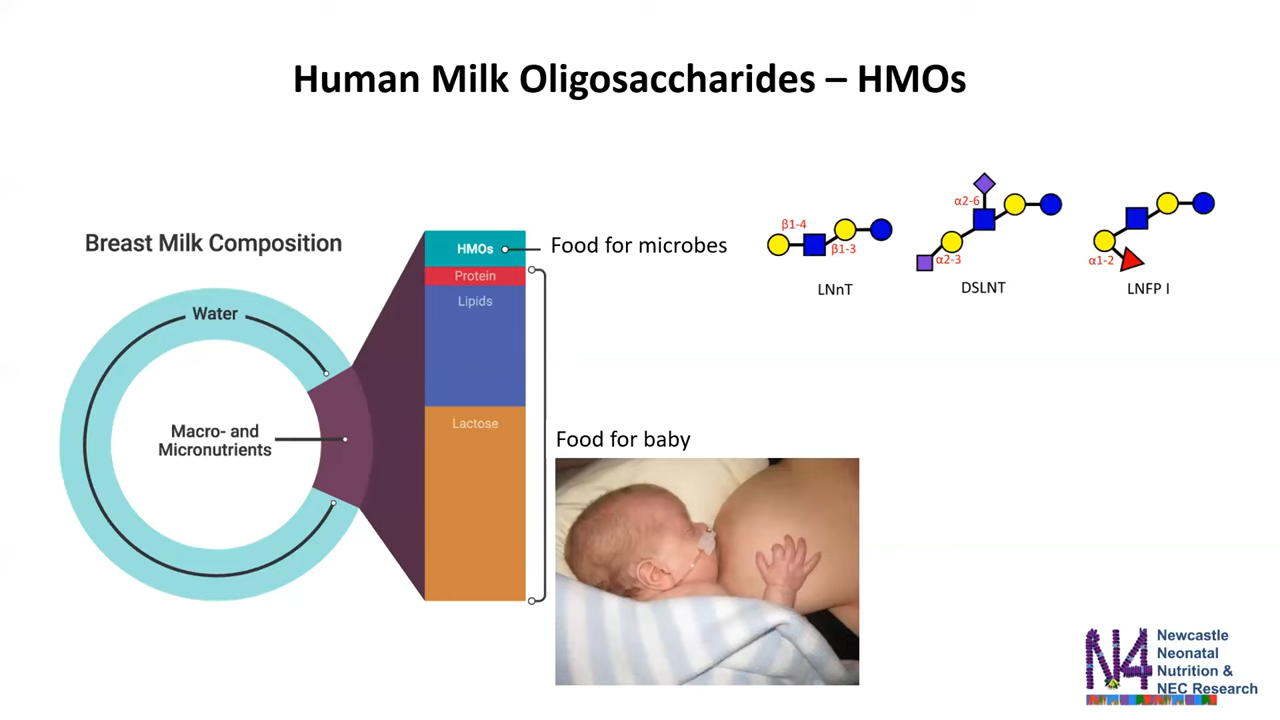 Human Milk Oligosaccharides – HMOs
Breast Milk Composition
Water
Macro- and
Micronutrients
HMOs
Protein
Lipids
Lactose
Food for microbes
Food for baby
β1-4
β1-3
LNnT
α2-6
α2-3
DSLNT
α1-2
LNFP I
N4
Newcastle
Neonatal
Nutrition &
NEC Research